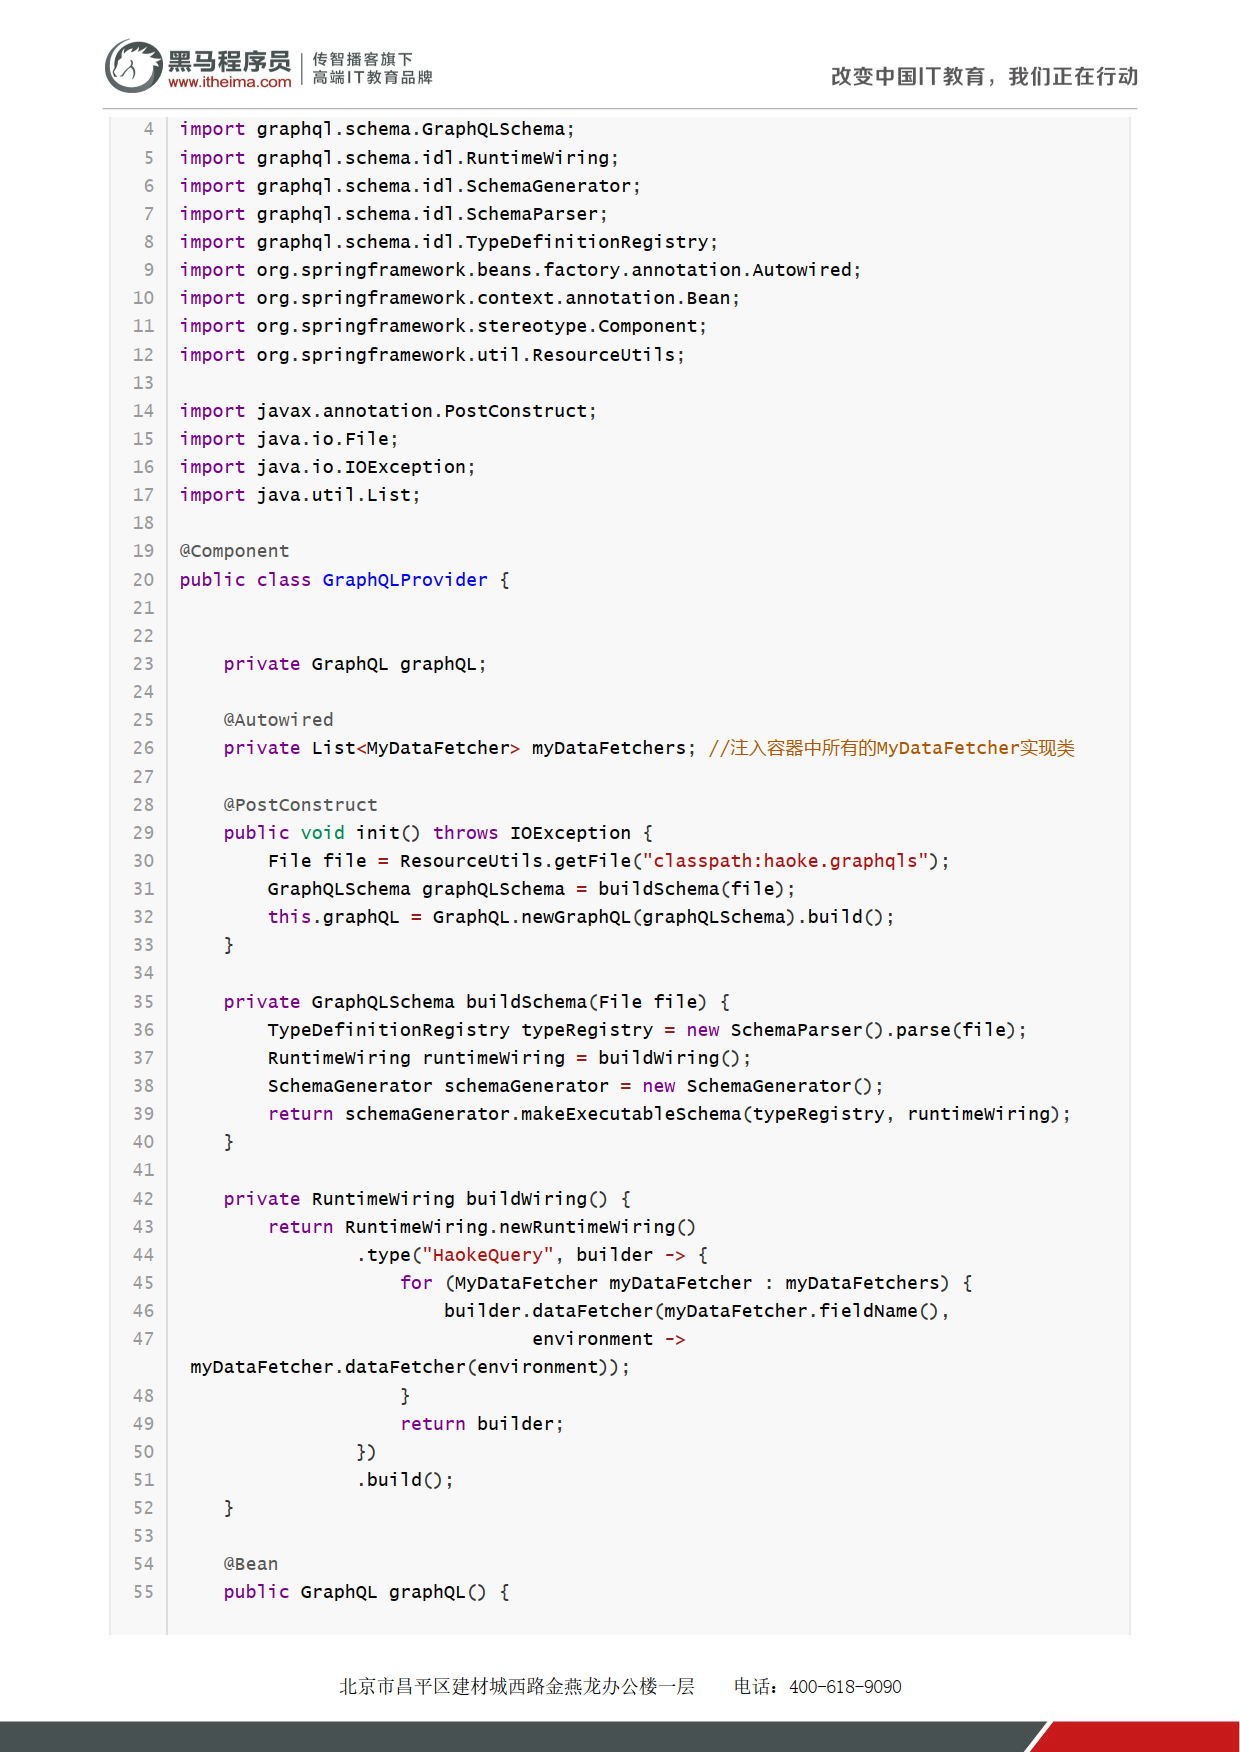 黑马程序员
www.itheima.com
传智播客旗下
高端IT教育品牌
改变中国IT教育，我们正在行动
4 import graphql.schema.GraphQLSchema;
5 import graphql.schema.idl.RuntimeWiring;
6 import graphql.schema.idl.SchemaGenerator;
7 import graphql.schema.idl.SchemaParser;
8 import graphql.schema.idl.TypeDefinitionRegistry;
9 import org.springframework.beans.factory.annotation.Autowired;
10 import org.springframework.context.annotation.Bean;
11 import org.springframework.stereotype.Component;
12 import org.springframework.util.ResourceUtils;
13
14 import javax.annotation.PostConstruct;
15 import java.io.File;
16 import java.io.IOException;
17 import java.util.List;
18
19 @Component
20 public class GraphQLProvider {
21
22
23     private GraphQL graphQL;
24
25     @Autowired
26     private List<MyDataFetcher> myDataFetchers; //注入容器中所有的MyDataFetcher实现类
27
28     @PostConstruct
29     public void init() throws IOException {
30         File file = ResourceUtils.getFile("classpath:haoke.graphqls");
31         GraphQLSchema graphQLSchema = buildSchema(file);
32         this.graphQL = GraphQL.newGraphQL(graphQLSchema).build();
33     }
34
35     private GraphQLSchema buildSchema(File file) {
36         TypeDefinitionRegistry typeRegistry = new SchemaParser().parse(file);
37         RuntimeWiring runtimeWiring = buildWiring();
38         SchemaGenerator schemaGenerator = new SchemaGenerator();
39         return schemaGenerator.makeExecutableSchema(typeRegistry, runtimeWiring);
40     }
41
42     private RuntimeWiring buildWiring() {
43         return RuntimeWiring.newRuntimeWiring()
44                 .type("HaokeQuery", builder -> {
45                     for (MyDataFetcher myDataFetcher : myDataFetchers) {
46                         builder.dataFetcher(myDataFetcher.fieldName(),
47                                 environment ->
myDataFetcher.dataFetcher(environment));
48                     }
49                     return builder;
50                 })
51                 .build();
52     }
53
54     @Bean
55     public GraphQL graphQL() {
北京市昌平区建材城西路金燕龙办公楼一层 电话：400-618-9090